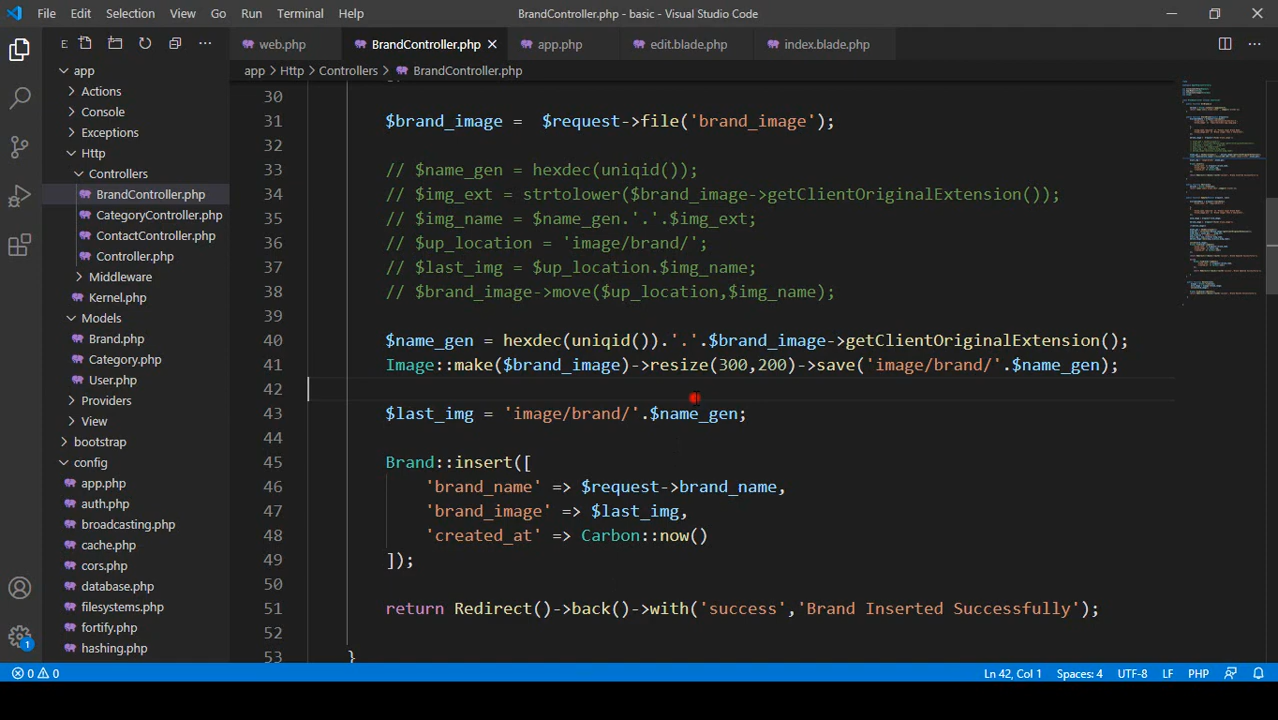 File Edit Selection View Go Run Terminal Help BrandController.php - basic - Visual Studio Code
E web.php BrandController.php app.php edit.blade.php index.blade.php
app > Http > Controllers > BrandController.php
app
Actions
Console
Exceptions
Http
Controllers
BrandController.php
CategoryController.php
ContactController.php
Controller.php
Middleware
Kernel.php
Models
Brand.php
Category.php
User.php
Providers
View
bootstrap
config
app.php
auth.php
broadcasting.php
cache.php
cors.php
database.php
filesystems.php
fortify.php
hashing.php
30
31 $brand_image =  $request->file('brand_image');
32
33 // $name_gen = hexdec(uniqid());
34 // $img_ext = strtolower($brand_image->getClientOriginalExtension());
35 // $img_name = $name_gen.'.'.$img_ext;
36 // $up_location = 'image/brand/';
37 // $last_img = $up_location.$img_name;
38 // $brand_image->move($up_location,$img_name);
39
40 $name_gen = hexdec(uniqid()).'.'.$brand_image->getClientOriginalExtension();
41 Image::make($brand_image)->resize(300,200)->save('image/brand/'.$name_gen);
42
43 $last_img = 'image/brand/'.$name_gen;
44
45 Brand::insert([
46 'brand_name' => $request->brand_name,
47 'brand_image' => $last_img,
48 'created_at' => Carbon::now()
49 ]);
50
51 return Redirect()->back()->with('success','Brand Inserted Successfully');
52
53 }
0 0 Ln 42, Col 1 Spaces: 4 UTF-8 LF PHP
1